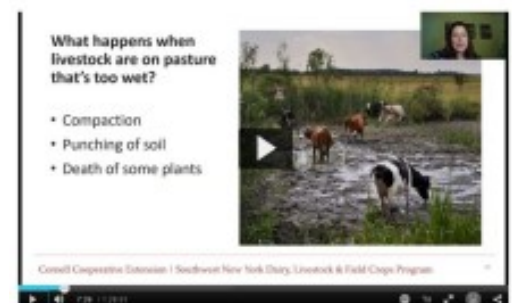 What happens when
livestock are on pasture
that's too wet?
• Compaction
• Punching of soil
• Death of some plants
Cornell Cooperative Extension | Southwest New York Dairy, Livestock & Field Crops Program